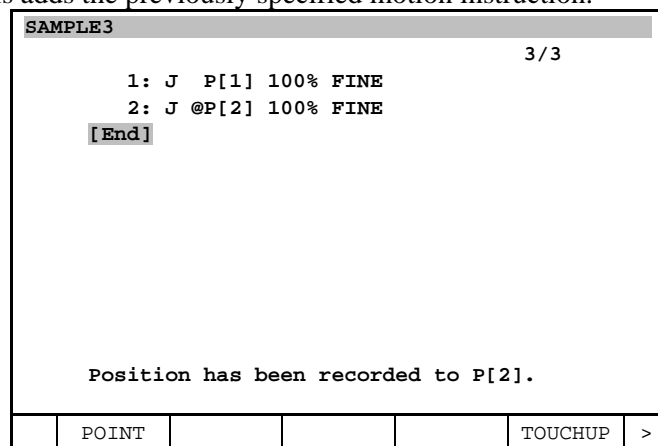 s adds the previously specified motion instruction.
SAMPLE3
3/3
1: J P[1] 100% FINE
2: J @P[2] 100% FINE
[End]
Position has been recorded to P[2].
POINT TOUCHUP >